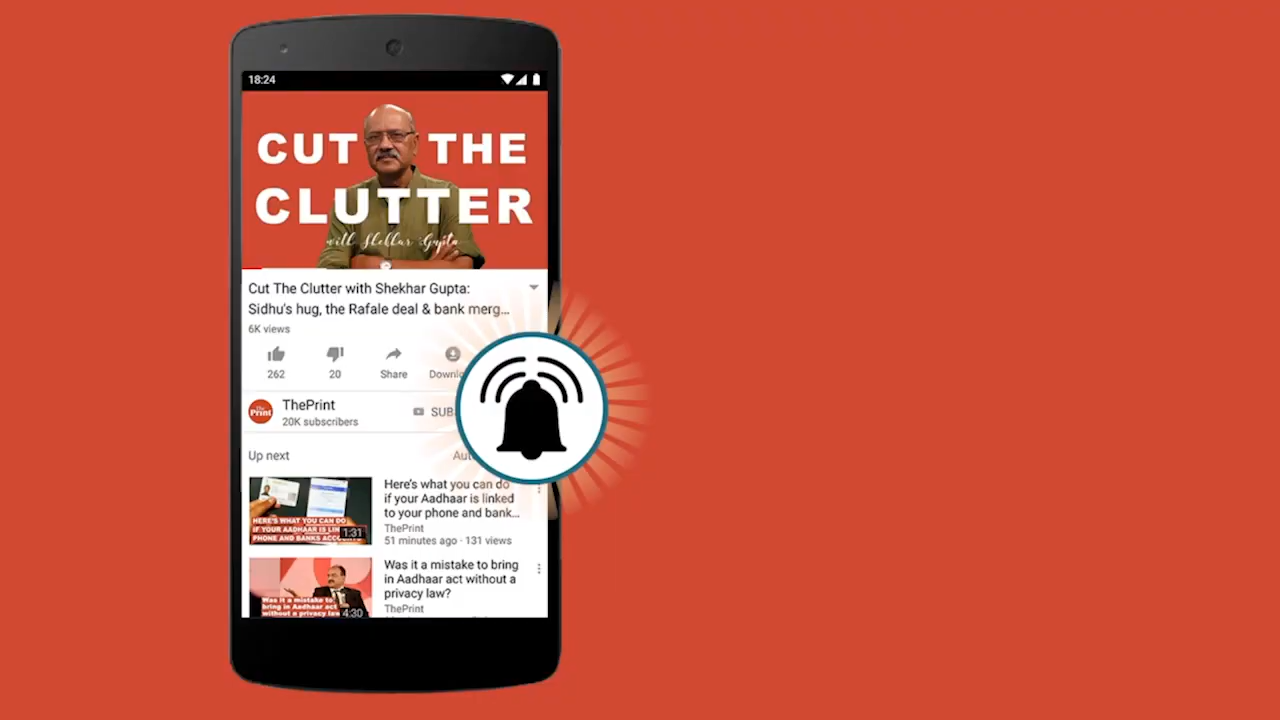 18:24
CUT THE
CLUTTER
with Shekhar Gupta
Cut The Clutter with Shekhar Gupta:
Sidhu's hug, the Rafale deal & bank merg...
6K views
262
20
Share
Downlo
The
Print
ThePrint
SUB
20K subscribers
Up next
Aut
Here's what you can do
if your Aadhaar is linked
to your phone and bank...
ThePrint
51 minutes ago · 131 views
HERE'S WHAT YOU CAN DO
IF YOUR AADHAAR IS LIN
PHONE AND BANKS ACC
1:31
Was it a mistake to bring
in Aadhaar act without a
privacy law?
ThePrint
Was it a mistake to
bring in Aadhaar act
without a privacy law
4:30